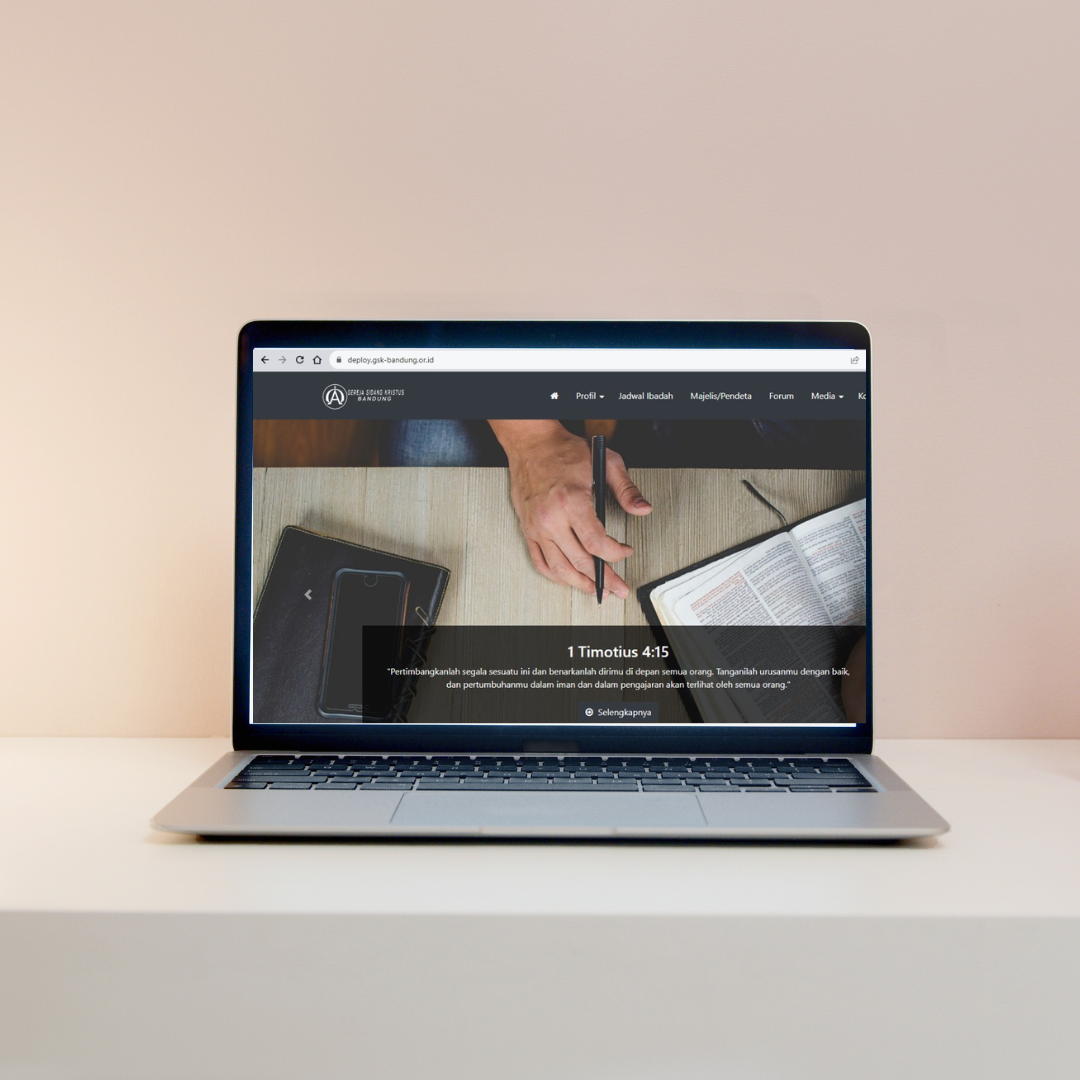 deploy.gsk-bandung.or.id
GEREJA SIDANG KRISTUS
BANDUNG
Profil
Jadwal Ibadah
Majelis/Pendeta
Forum
Media
Ko
1 Timotius 4:15
"Pertimbangkanlah segala sesuatu ini dan benarkanlah dirimu di depan semua orang. Tanganilah urusanmu dengan baik,
dan pertumbuhanmu dalam iman dan dalam pengajaran akan terlihat oleh semua orang."
Selengkapnya